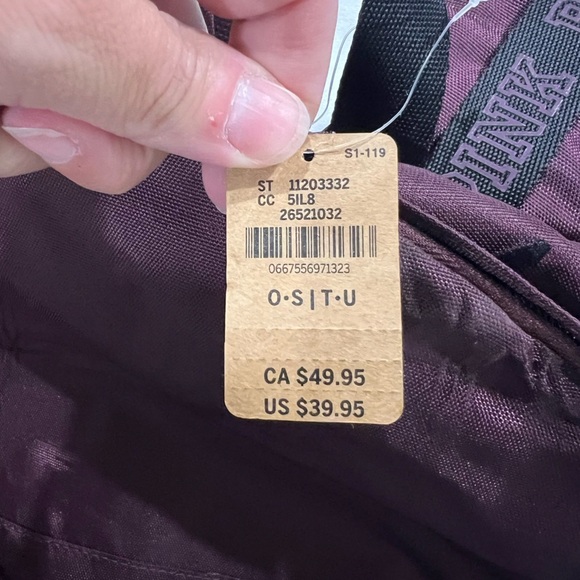 S1-119
ST 11203332
CC 5IL8
26521032
0667556971323
O·S|T·U
CA $49.95
US $39.95
PINK